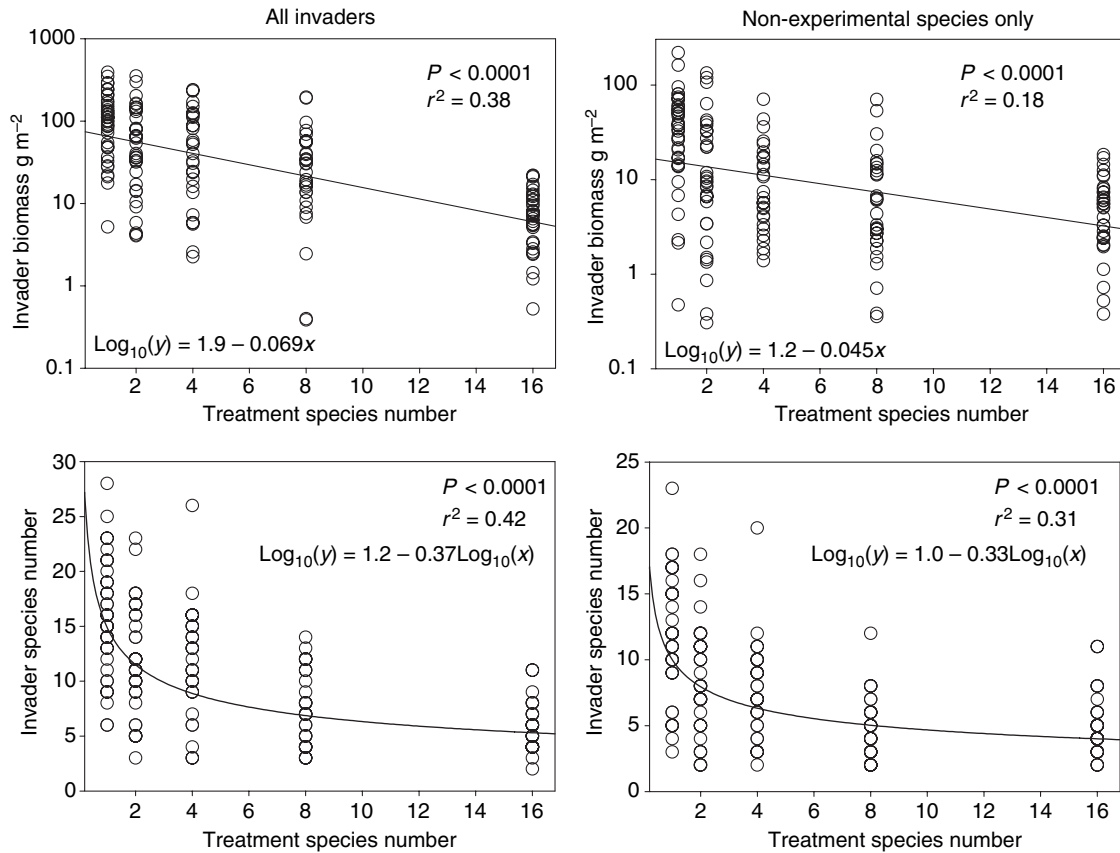 All invaders
1000
100
10
1
0.1
Invader biomass g m⁻²
P < 0.0001
r² = 0.38
Log₁₀(y) = 1.9 – 0.069x
2 4 6 8 10 12 14 16
Treatment species number
Non-experimental species only
100
10
1
0.1
Invader biomass g m⁻²
P < 0.0001
r² = 0.18
Log₁₀(y) = 1.2 – 0.045x
2 4 6 8 10 12 14 16
Treatment species number
30
25
20
15
10
5
0
Invader species number
P < 0.0001
r² = 0.42
Log₁₀(y) = 1.2 – 0.37Log₁₀(x)
2 4 6 8 10 12 14 16
Treatment species number
25
20
15
10
5
0
Invader species number
P < 0.0001
r² = 0.31
Log₁₀(y) = 1.0 – 0.33Log₁₀(x)
2 4 6 8 10 12 14 16
Treatment species number